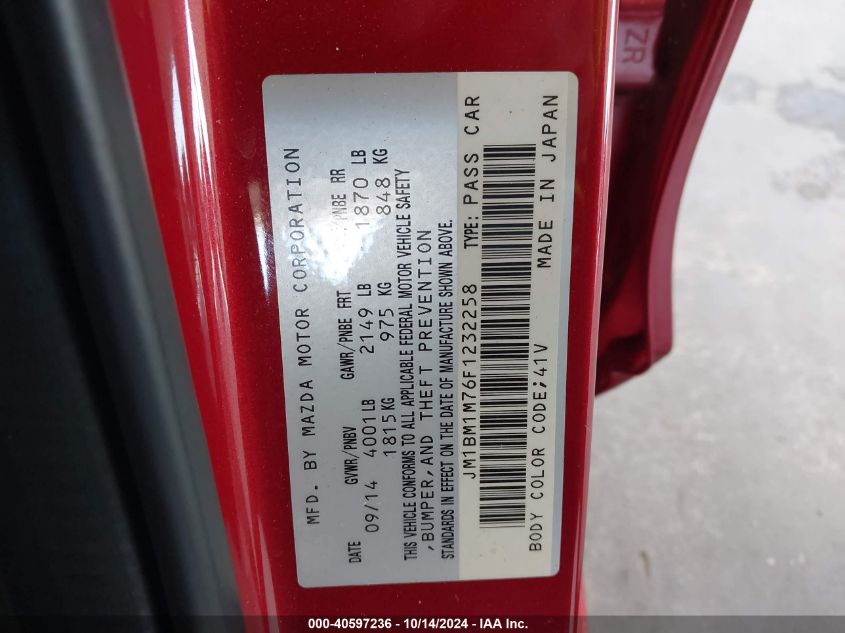 MFD. BY MAZDA MOTOR CORPORATION
DATE GVWR/PNBV GAWR/PNBE FRT PNBE RR
09/14 4001LB 2149 LB 1870 LB
1815KG 975 KG 848 KG
THIS VEHICLE CONFORMS TO ALL APPLICABLE FEDERAL MOTOR VEHICLE SAFETY
,BUMPER,AND THEFT PREVENTION
STANDARDS IN EFFECT ON THE DATE OF MANUFACTURE SHOWN ABOVE.
JM1BM1M76F1232258 TYPE: PASS CAR
BODY COLOR CODE;41V MADE IN JAPAN
ZR
000-40597236 - 10/14/2024 - IAA Inc.